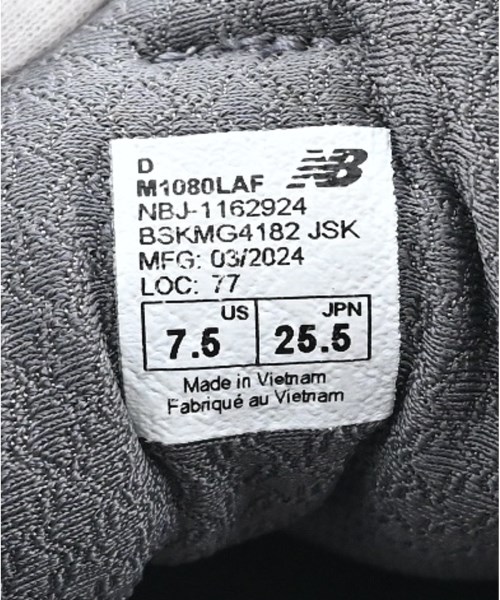 D
M1080LAF
NB
NBJ-1162924
BSKMG4182 JSK
MFG: 03/2024
LOC: 77
US JPN
7.5 25.5
Made in Vietnam
Fabriqué au Vietnam